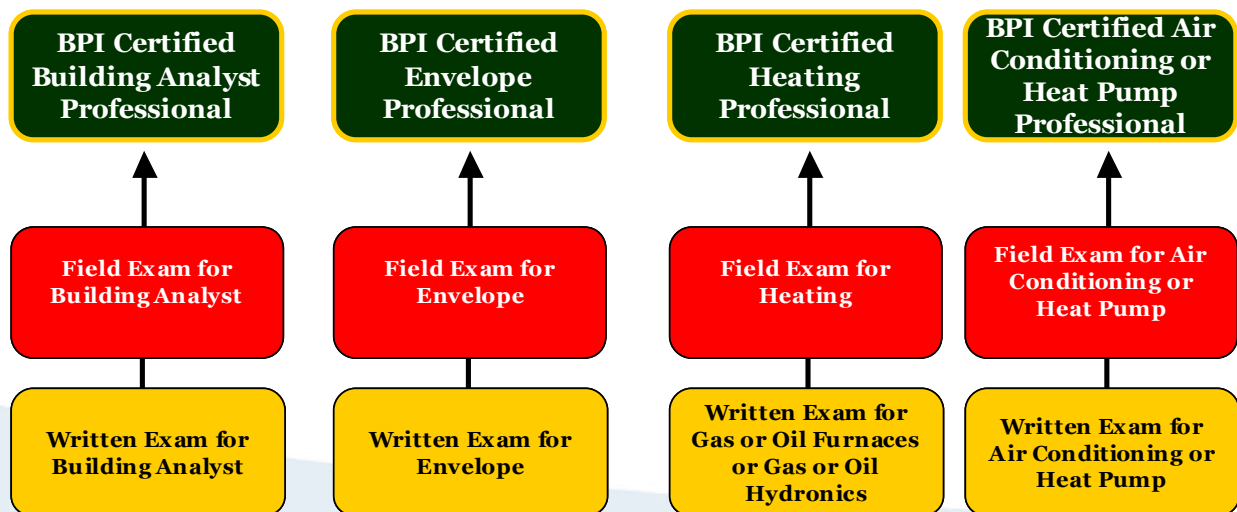 BPI Certified
Building Analyst
Professional
BPI Certified
Envelope
Professional
BPI Certified
Heating
Professional
BPI Certified Air
Conditioning or
Heat Pump
Professional
Field Exam for
Building Analyst
Field Exam for
Envelope
Field Exam for
Heating
Field Exam for Air
Conditioning or
Heat Pump
Written Exam for
Building Analyst
Written Exam for
Envelope
Written Exam for
Gas or Oil Furnaces
or Gas or Oil
Hydronics
Written Exam for
Air Conditioning or
Heat Pump